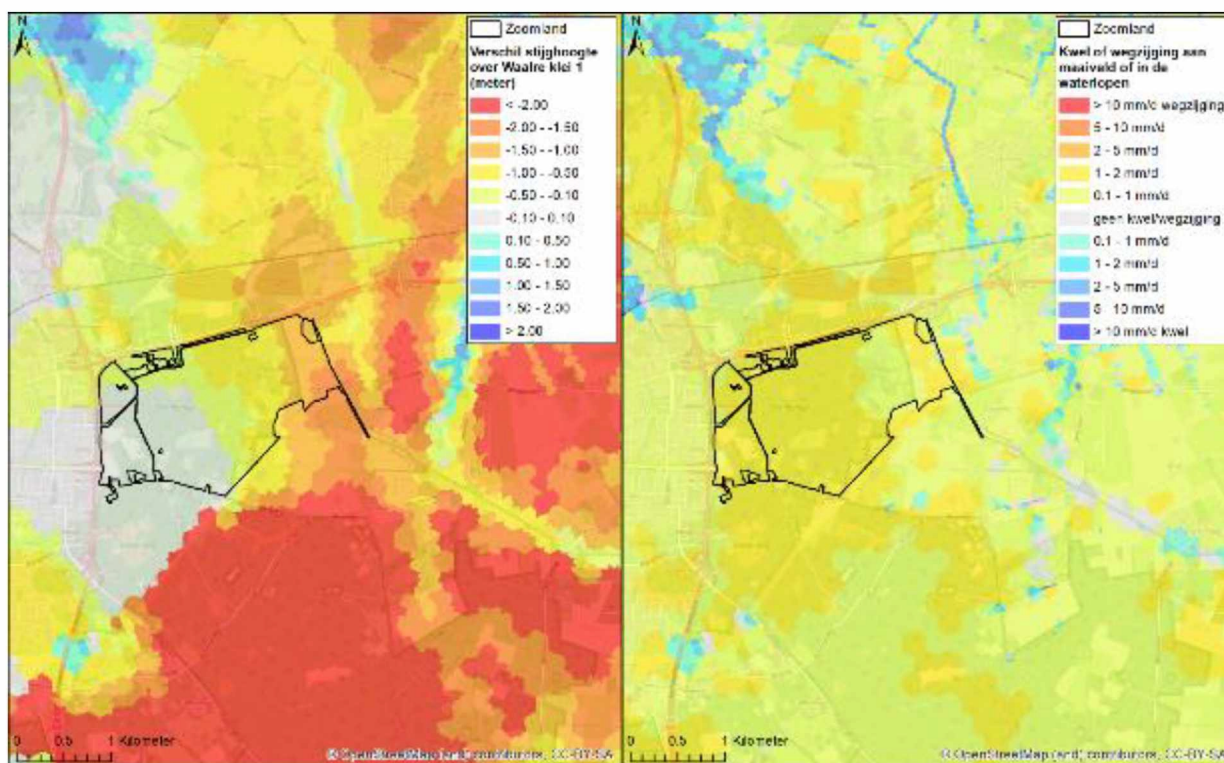 N
Zoomland
Verschil stijghoogte
over Waalre klei 1
(meter)
< -2.00
-2.00 - -1.50
-1.50 - -1.00
-1.00 - -0.50
-0.50 - -0.10
-0.10 - 0.10
0.10 - 0.50
0.50 - 1.00
1.00 - 1.50
1.50 - 2.00
> 2.00
0 0.5 1 Kilometer
© OpenStreetMap (and) contributors, CC-BY-SA
N
Zoomland
Kwel of wegzijging aan
maaiveld of in de
waterlopen
> 10 mm/d wegzijging
5 - 10 mm/d
2 - 5 mm/d
1 - 2 mm/d
0.1 - 1 mm/d
geen kwel/wegzijging
0.1 - 1 mm/d
1 - 2 mm/d
2 - 5 mm/d
5 - 10 mm/d
> 10 mm/d kwel
0 0.5 1 Kilometer
© OpenStreetMap (and) contributors, CC-BY-SA